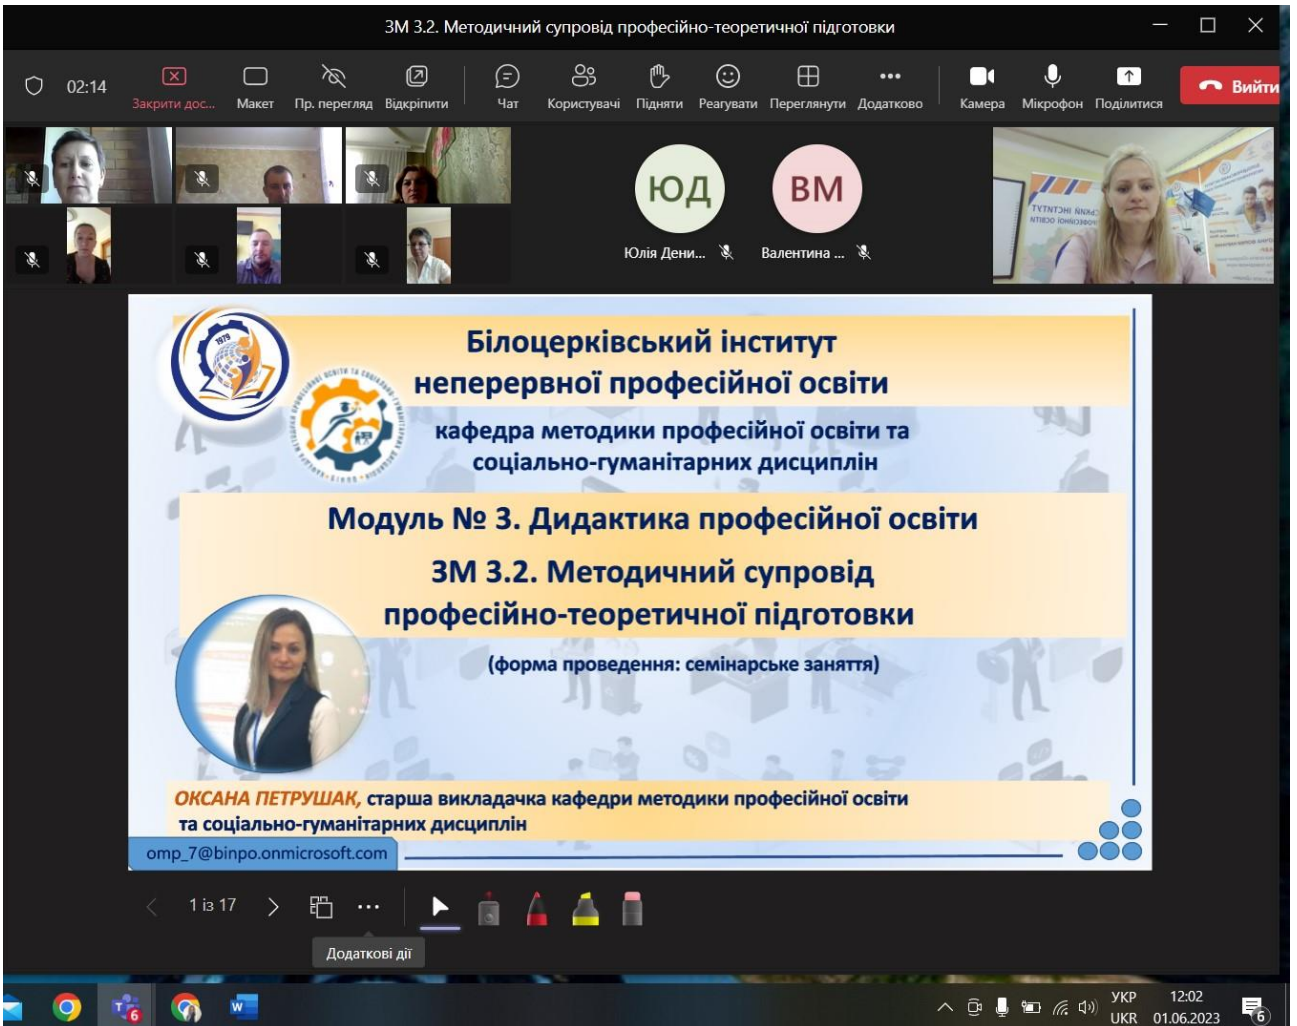 ЗМ 3.2. Методичний супровід професійно-теоретичної підготовки
02:14
Закрити дос...
Макет
Пр. перегляд
Відкріпити
Чат
Користувачі
Підняти
Реагувати
Переглянути
Додатково
Камера
Мікрофон
Поділитися
Вийти
ЮД
ВМ
Юлія Дени...
Валентина ...
1979
Білоцерківський інститут
неперервної професійної освіти
кафедра методики професійної освіти та
соціально-гуманітарних дисциплін
Модуль № 3. Дидактика професійної освіти
ЗМ 3.2. Методичний супровід
професійно-теоретичної підготовки
(форма проведення: семінарське заняття)
ОКСАНА ПЕТРУШАК, старша викладачка кафедри методики професійної освіти
та соціально-гуманітарних дисциплін
omp_7@binpo.onmicrosoft.com
1 із 17
Додаткові дії
6
W
УКР
UKR
12:02
01.06.2023
6